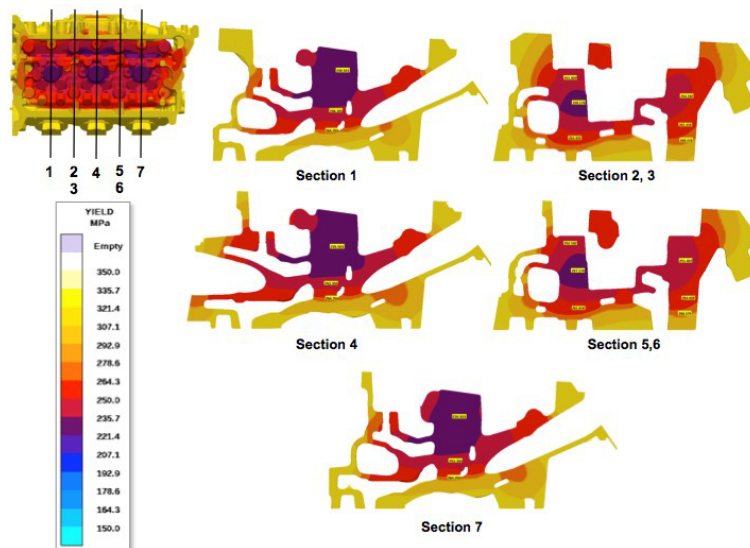 Section 1
Section 2, 3
1 2 4 5 7
3 6
YIELD
MPa
Empty
350.0
335.7
321.4
307.1
292.9
278.6
264.3
250.0
235.7
221.4
207.1
192.9
178.6
164.3
150.0
Section 4
Section 5,6
Section 7